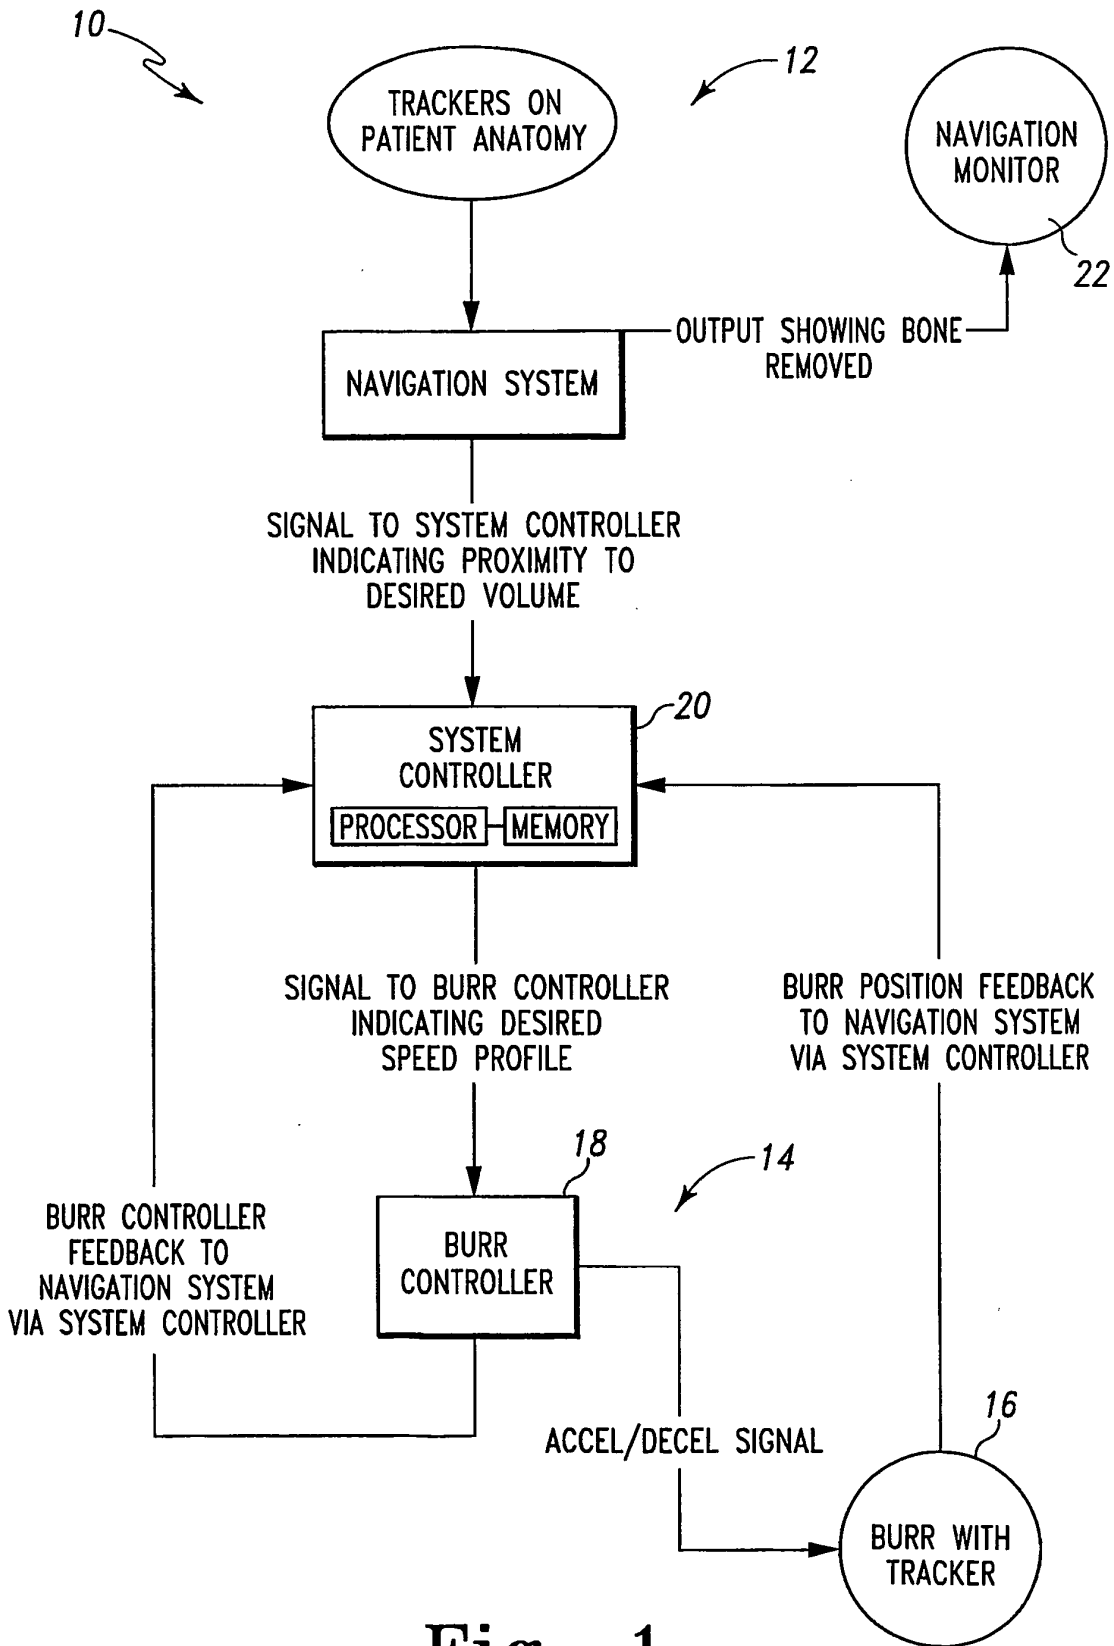 10
12
TRACKERS ON
PATIENT ANATOMY
NAVIGATION
MONITOR
22
OUTPUT SHOWING BONE
REMOVED
NAVIGATION SYSTEM
SIGNAL TO SYSTEM CONTROLLER
INDICATING PROXIMITY TO
DESIRED VOLUME
20
SYSTEM
CONTROLLER
PROCESSOR
MEMORY
SIGNAL TO BURR CONTROLLER
INDICATING DESIRED
SPEED PROFILE
BURR POSITION FEEDBACK
TO NAVIGATION SYSTEM
VIA SYSTEM CONTROLLER
18
14
BURR
CONTROLLER
BURR CONTROLLER
FEEDBACK TO
NAVIGATION SYSTEM
VIA SYSTEM CONTROLLER
ACCEL/DECEL SIGNAL
16
BURR WITH
TRACKER
Fig. 1